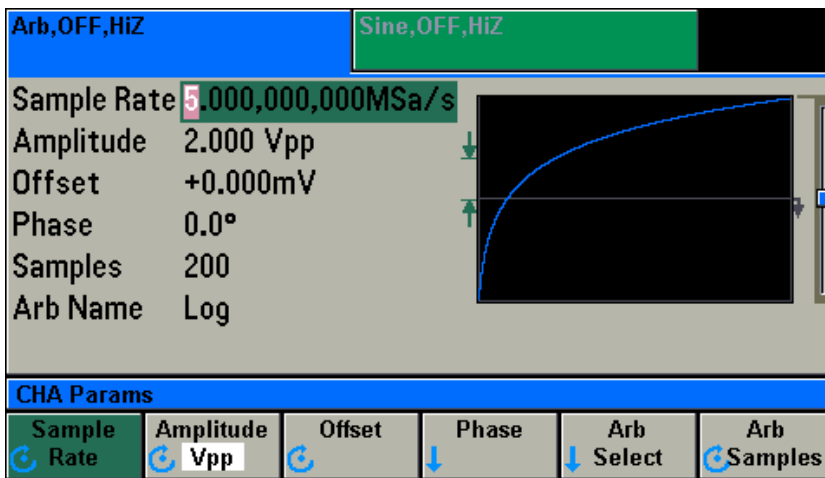 Arb,OFF,HiZ
Sine,OFF,HiZ
Sample Rate 5.000,000,000MSa/s
Amplitude 2.000 Vpp
Offset +0.000mV
Phase 0.0°
Samples 200
Arb Name Log
CHA Params
Sample Rate
Amplitude Vpp
Offset
Phase
Arb Select
Arb Samples